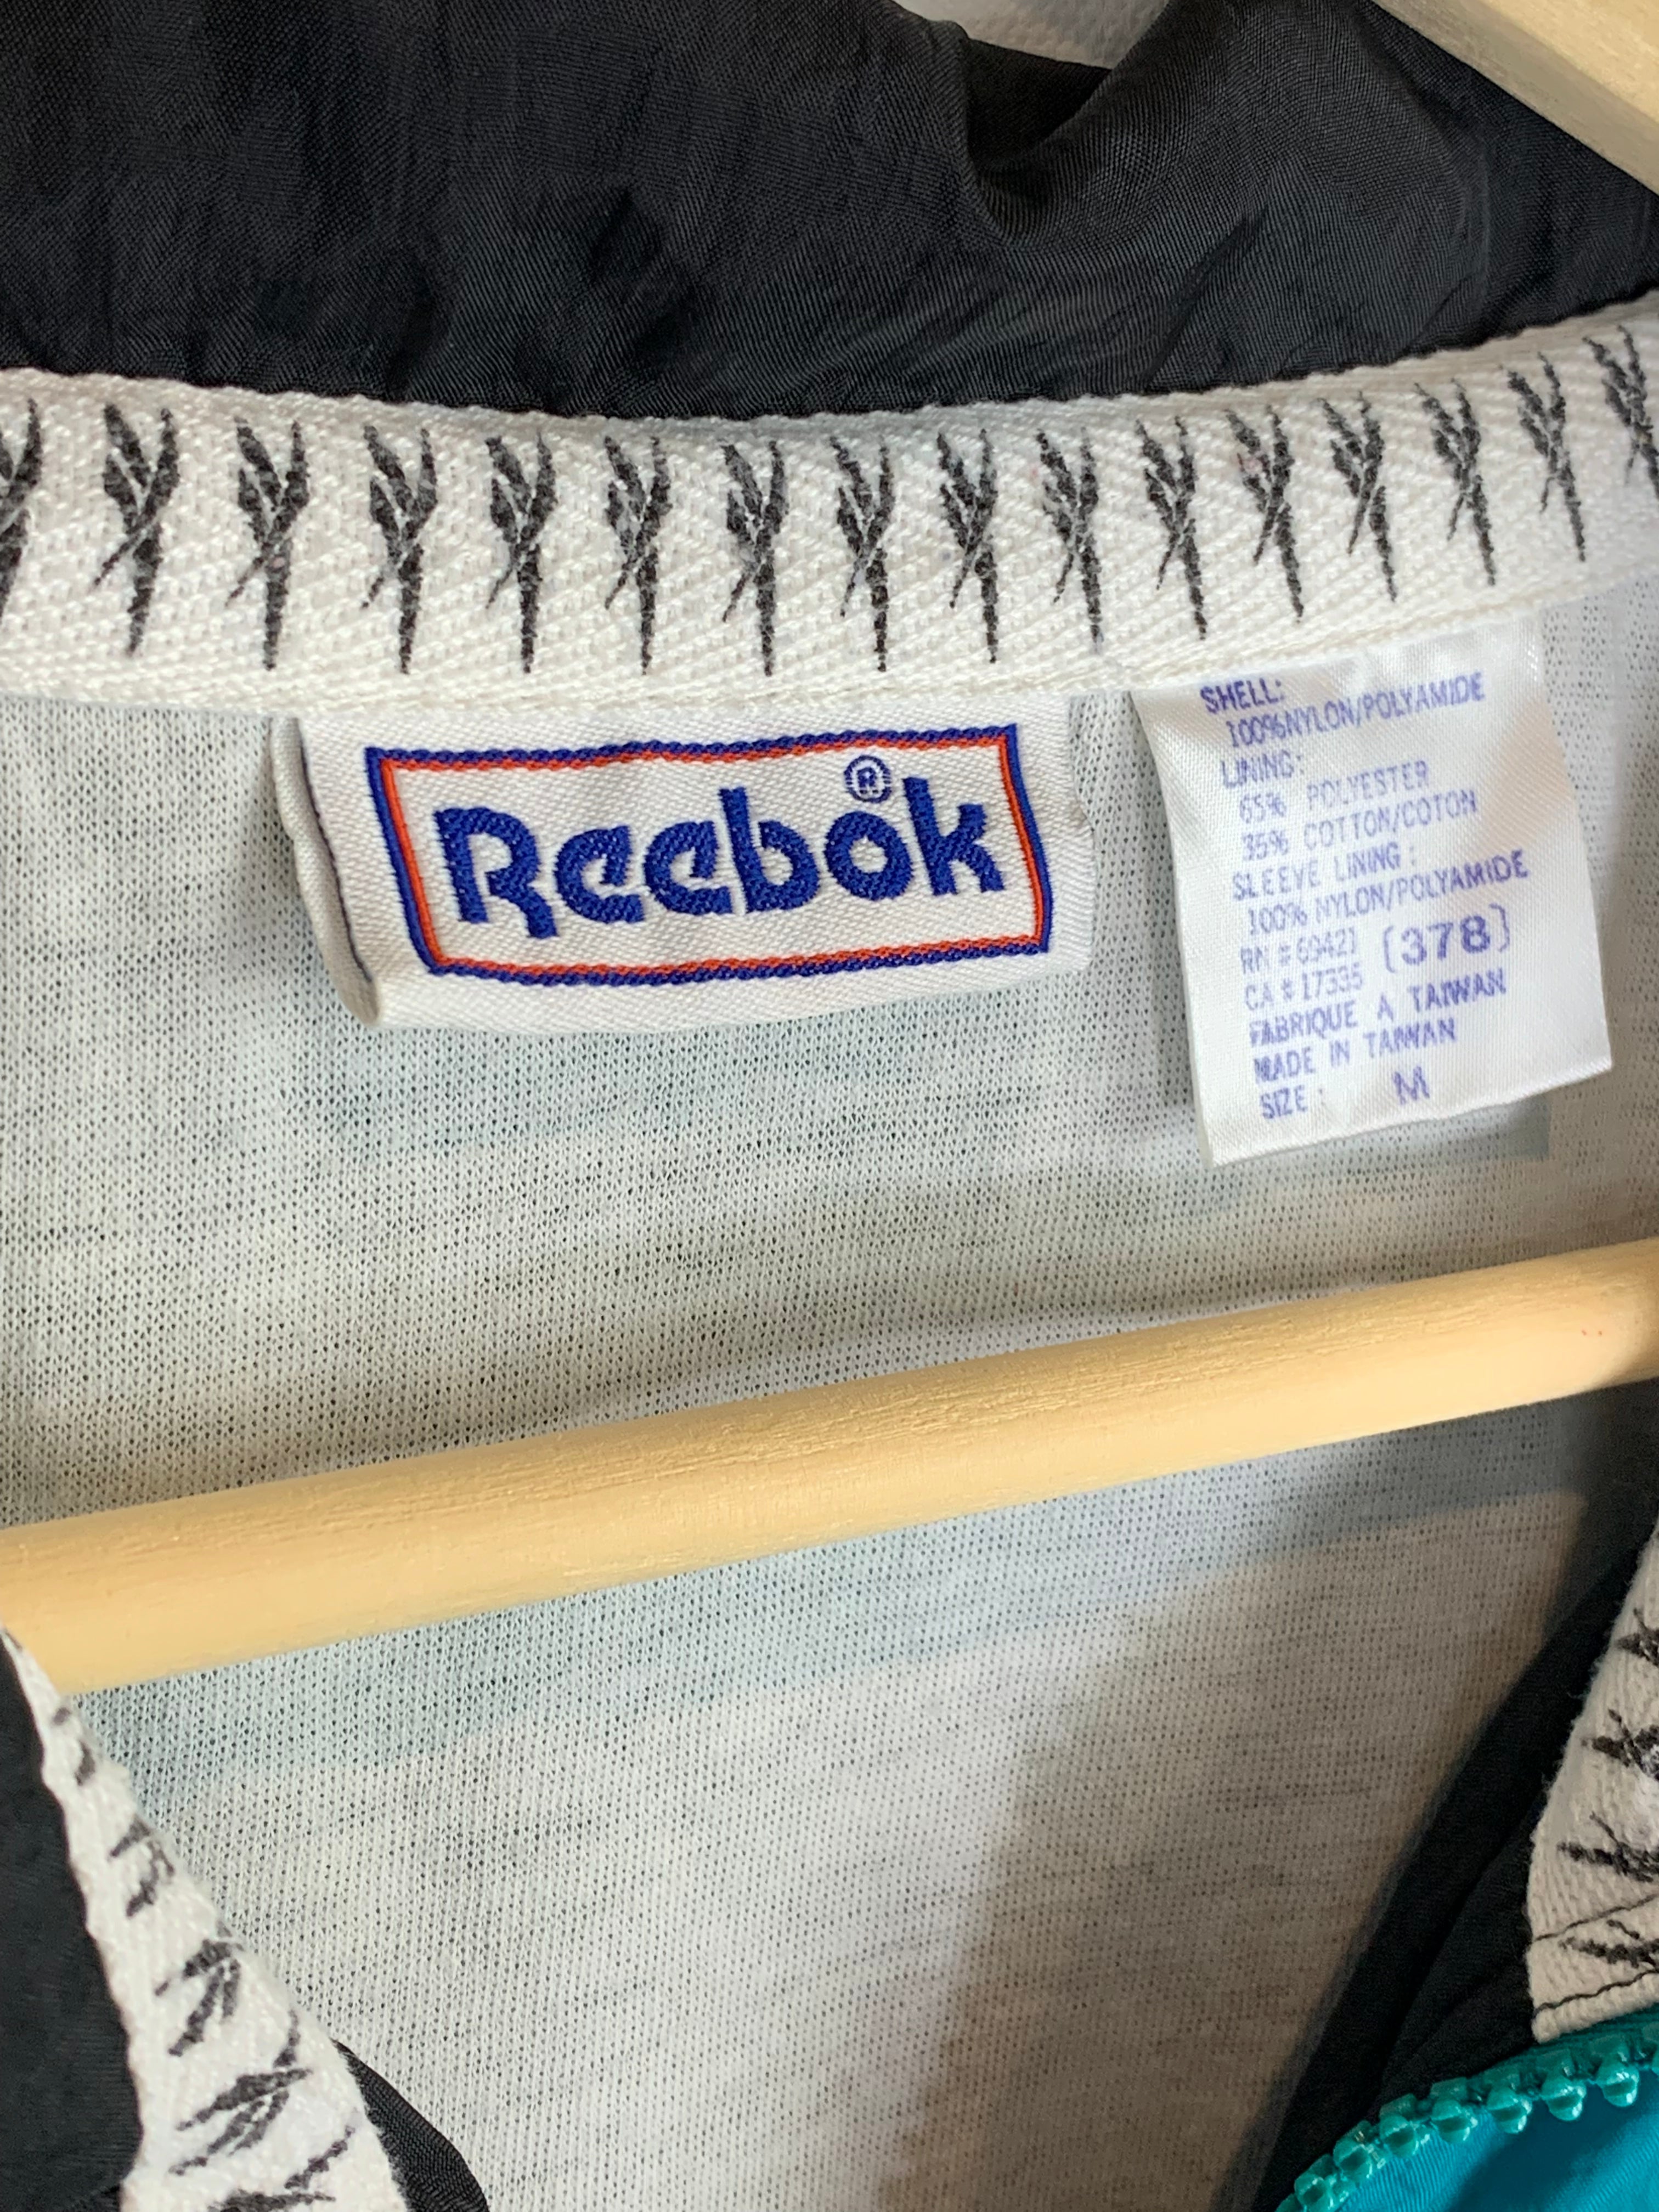 Reebok®
SHELL:
100%NYLON/POLYAMIDE
LINING:
65% POLYESTER
35% COTTON/COTON
SLEEVE LINING :
100% NYLON/POLYAMIDE
RN # 69421 (378)
CA # 17335
FABRIQUE A TAIWAN
MADE IN TAIWAN
SIZE : M